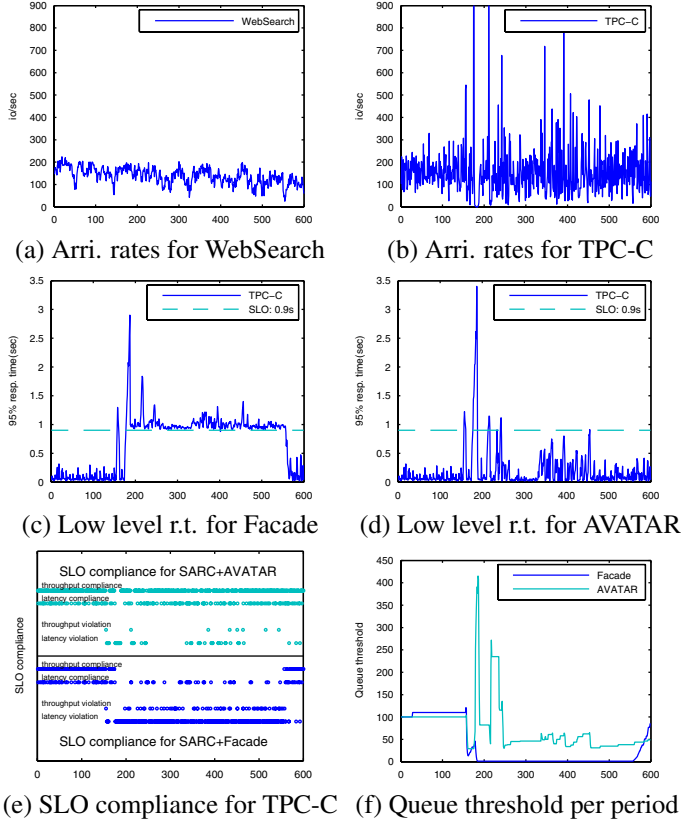 900
800
700
600
500
400
300
200
100
0
io/sec
WebSearch
0 100 200 300 400 500 600
(a) Arri. rates for WebSearch
900
800
700
600
500
400
300
200
100
0
io/sec
TPC-C
0 100 200 300 400 500 600
(b) Arri. rates for TPC-C
3.5
3
2.5
2
1.5
1
0.5
0
95% resp. time(sec)
TPC-C
SLO: 0.9s
0 100 200 300 400 500 600
(c) Low level r.t. for Facade
3.5
3
2.5
2
1.5
1
0.5
0
95% resp. time(sec)
TPC-C
SLO: 0.9s
0 100 200 300 400 500 600
(d) Low level r.t. for AVATAR
SLO compliance
SLO compliance for SARC+AVATAR
throughput compliance
latency compliance
throughput violation
latency violation
throughput compliance
latency compliance
throughput violation
latency violation
SLO compliance for SARC+Facade
0 100 200 300 400 500 600
(e) SLO compliance for TPC-C
450
400
350
300
250
200
150
100
50
0
Queue threshold
Facade
AVATAR
0 100 200 300 400 500 600
(f) Queue threshold per period